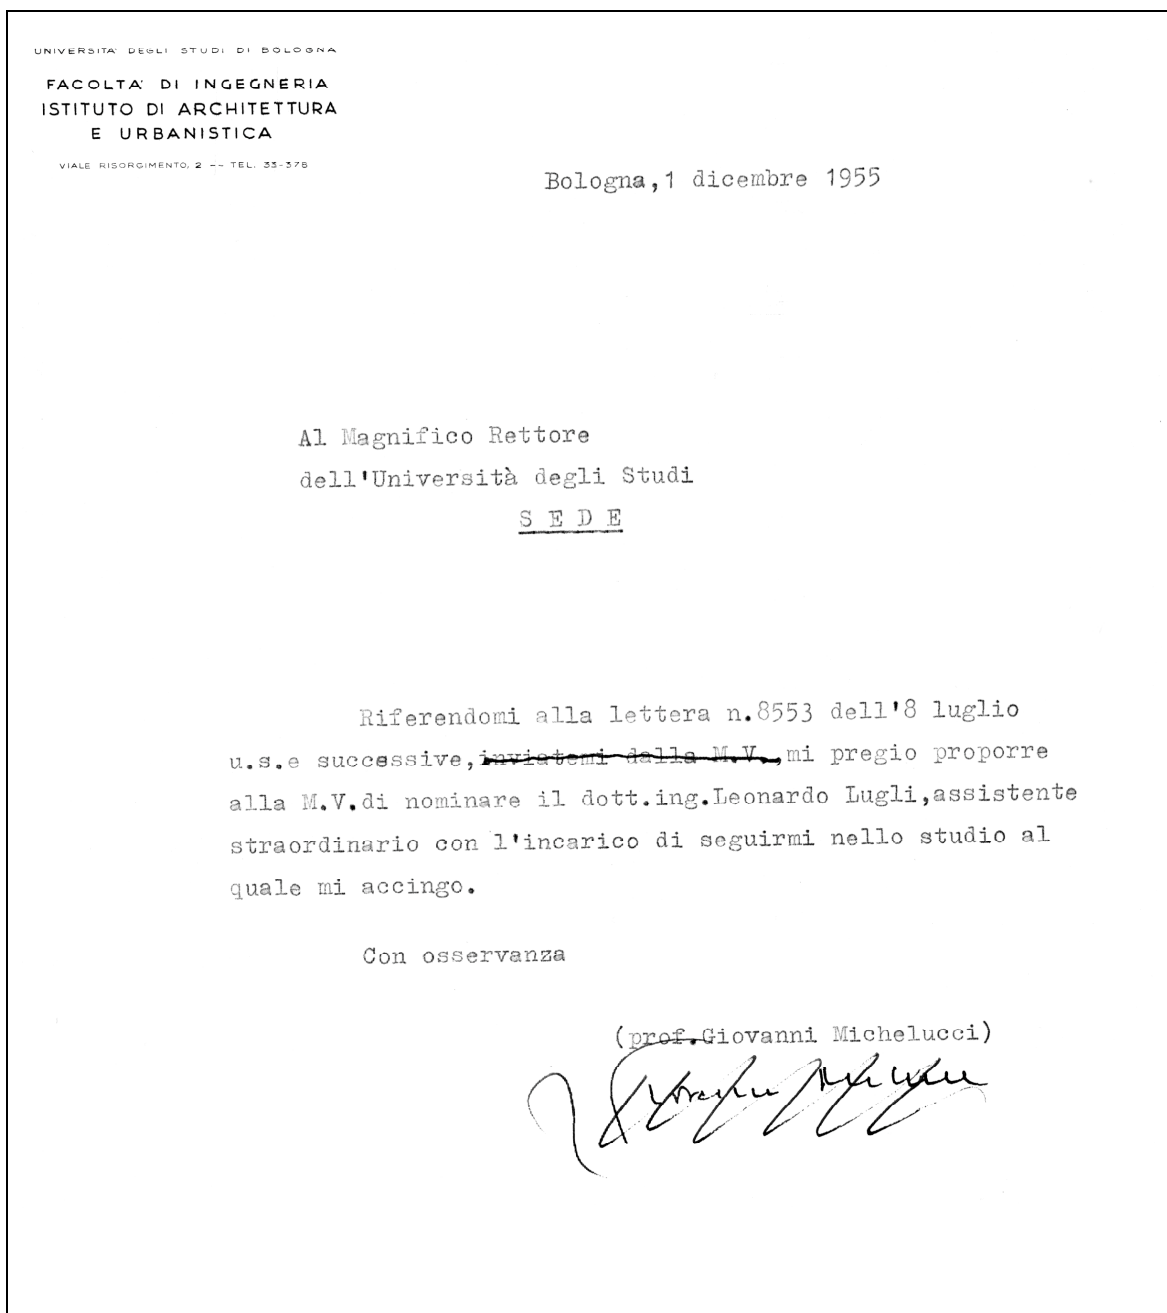 UNIVERSITA' DEGLI STUDI DI BOLOGNA
FACOLTA' DI INGEGNERIA
ISTITUTO DI ARCHITETTURA
E URBANISTICA
VIALE RISORGIMENTO, 2 -- TEL. 33-378
Bologna,1 dicembre 1955
Al Magnifico Rettore
dell'Università degli Studi
S E D E
Riferendomi alla lettera n.8553 dell'8 luglio
u.s.e successive,inviatemi dalla M.V.,mi pregio proporre
alla M.V.di nominare il dott.ing.Leonardo Lugli,assistente
straordinario con l'incarico di seguirmi nello studio al
quale mi accingo.
Con osservanza
(prof.Giovanni Michelucci)